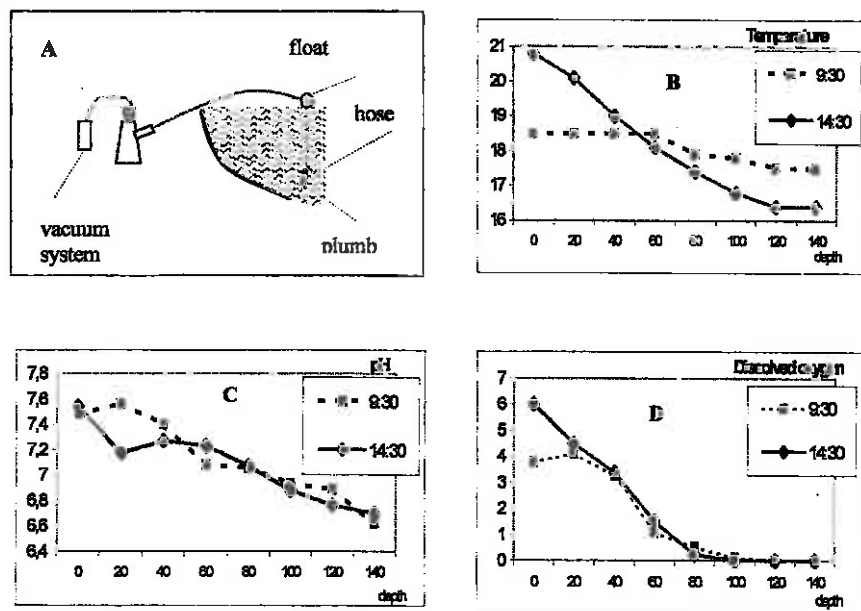 A
float
hose
vacuum
system
plumb
Temperature
B
9:30
14:30
21
20
19
18
17
16
0 20 40 60 80 100 120 140
depth
pH
C
9:30
14:30
7,8
7,6
7,4
7,2
7
6,8
6,6
6,4
0 20 40 60 80 100 120 140
depth
Dissolved oxygen
D
9:30
14:30
7
6
5
4
3
2
1
0
0 20 40 60 80 100 120 140
depth